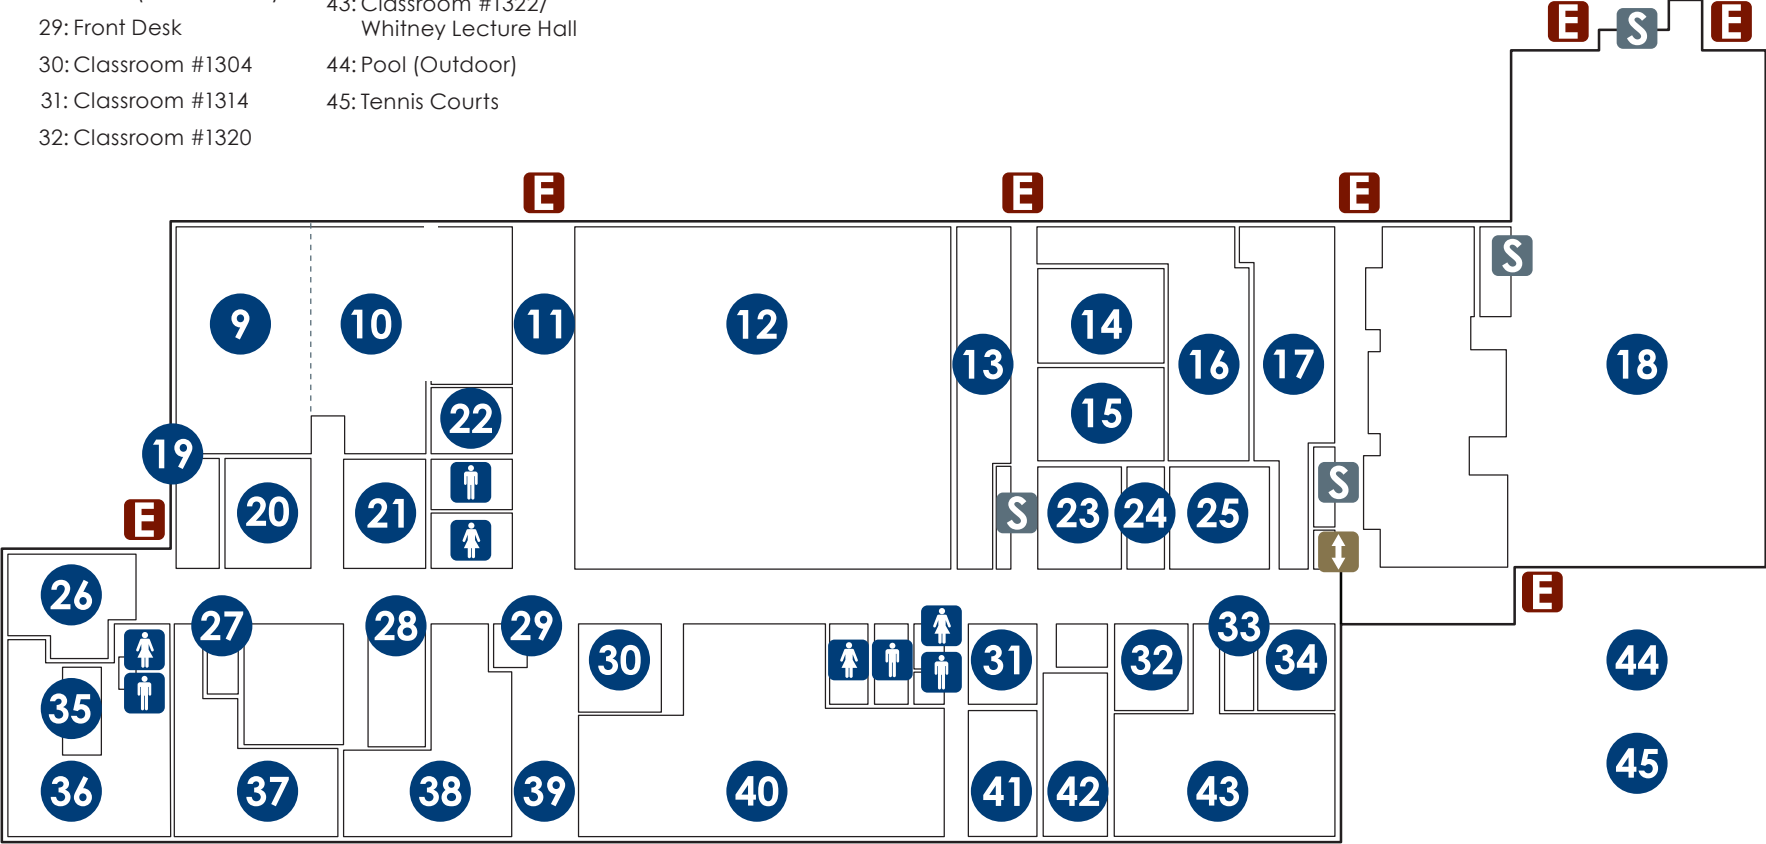 43: Classroom #1322/
Whitney Lecture Hall
29: Front Desk
30: Classroom #1304
44: Pool (Outdoor)
31: Classroom #1314
45: Tennis Courts
32: Classroom #1320
E S E
E E E
S
9 10 11 12 13 14 15 16 17 18
19 20 21 22 23 24 25
E S S
E
26 27 28 29 30 31 32 33 34
35 36 37 38 39 40 41 42 43
44
45